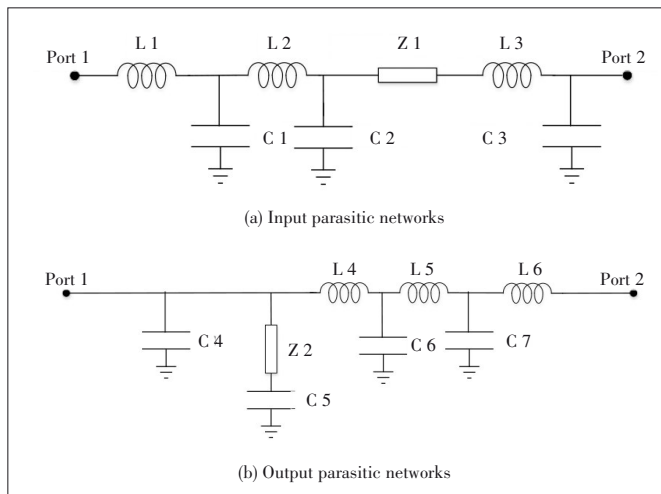 Port 1 L 1 L 2 Z 1 L 3 Port 2
C 1 C 2 C 3
(a) Input parasitic networks
Port 1 L 4 L 5 L 6 Port 2
C 4 Z 2 C 6 C 7
C 5
(b) Output parasitic networks